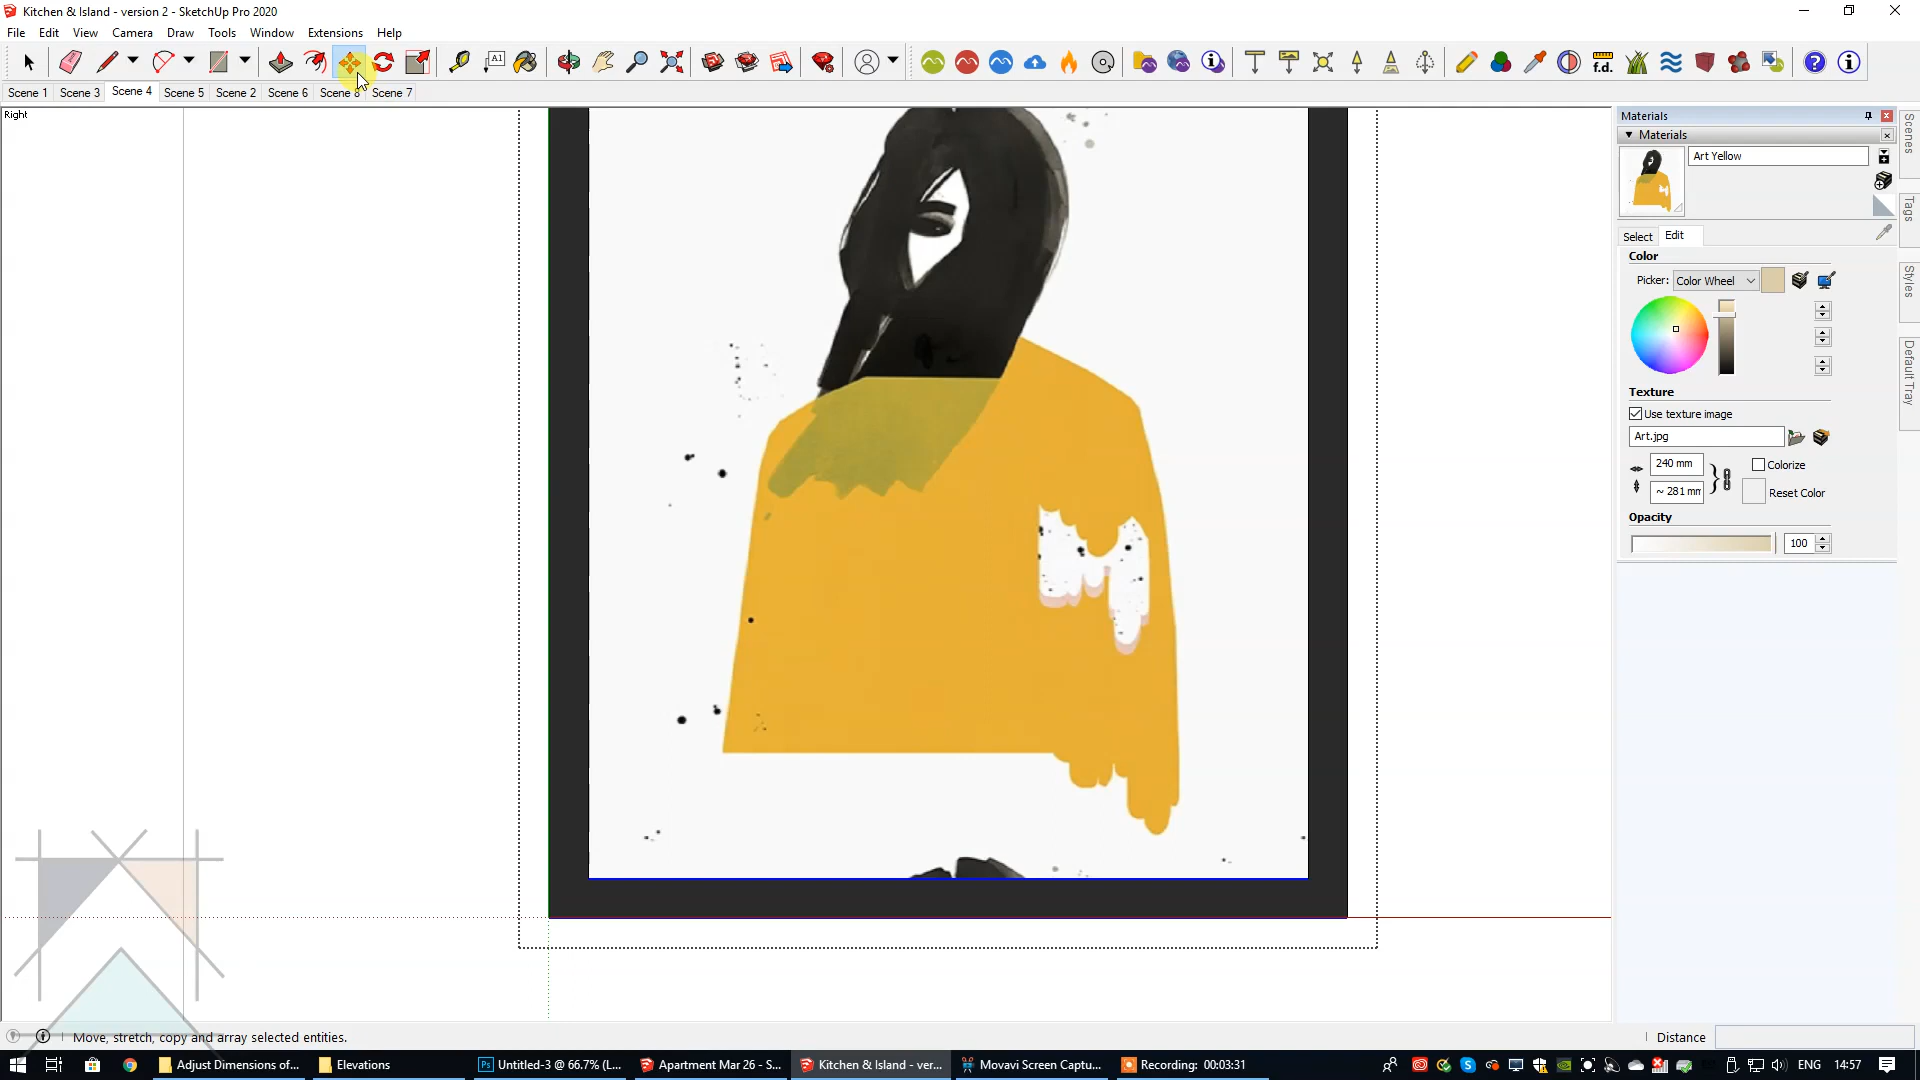 Kitchen & Island - version 2 - SketchUp Pro 2020
File Edit View Camera Draw Tools Window Extensions Help
A1
f.d.
Scene 1 Scene 3 Scene 4 Scene 5 Scene 2 Scene 6 Scene 8 Scene 7
Right
Materials
Materials
Art Yellow
Select Edit
Color
Picker: Color Wheel
Texture
Use texture image
Art.jpg
240 mm
Colorize
~ 281 mm
Reset Color
Opacity
100
Scenes
Tags
Styles
Default Tray
Move, stretch, copy and array selected entities.
Distance
Adjust Dimensions of...
Elevations
Untitled-3 @ 66.7% (L...
Apartment Mar 26 - S...
Kitchen & Island - ver...
Movavi Screen Captu...
Recording: 00:03:31
ENG
14:57